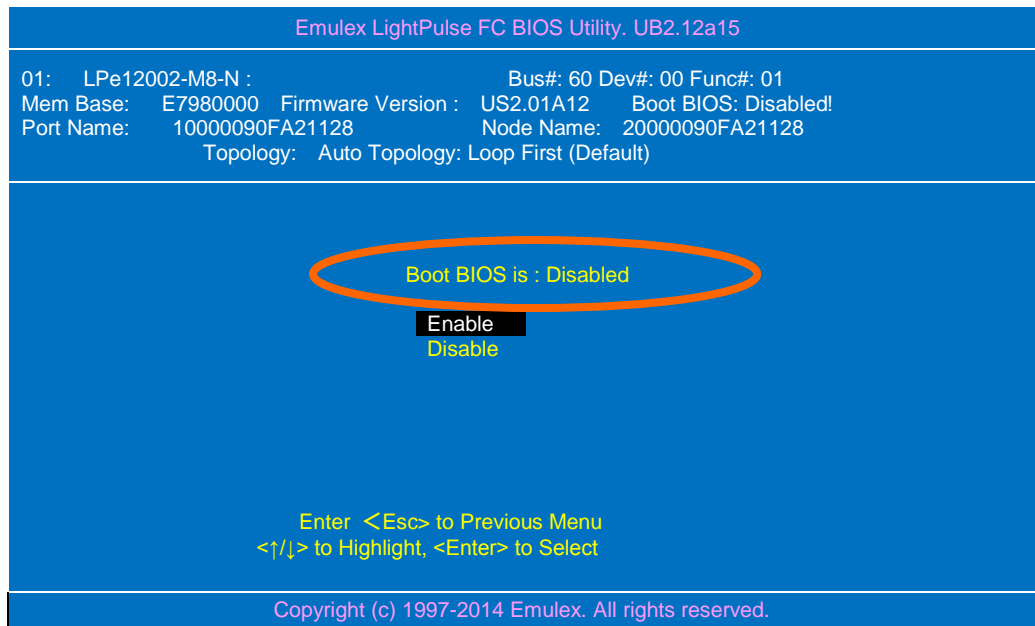 Emulex LightPulse FC BIOS Utility. UB2.12a15
01: LPe12002-M8-N : Bus#: 60 Dev#: 00 Func#: 01
Mem Base: E7980000 Firmware Version : US2.01A12 Boot BIOS: Disabled!
Port Name: 10000090FA21128 Node Name: 20000090FA21128
Topology: Auto Topology: Loop First (Default)
Boot BIOS is : Disabled
Enable
Disable
Enter <Esc> to Previous Menu
<↑/↓> to Highlight, <Enter> to Select
Copyright (c) 1997-2014 Emulex. All rights reserved.